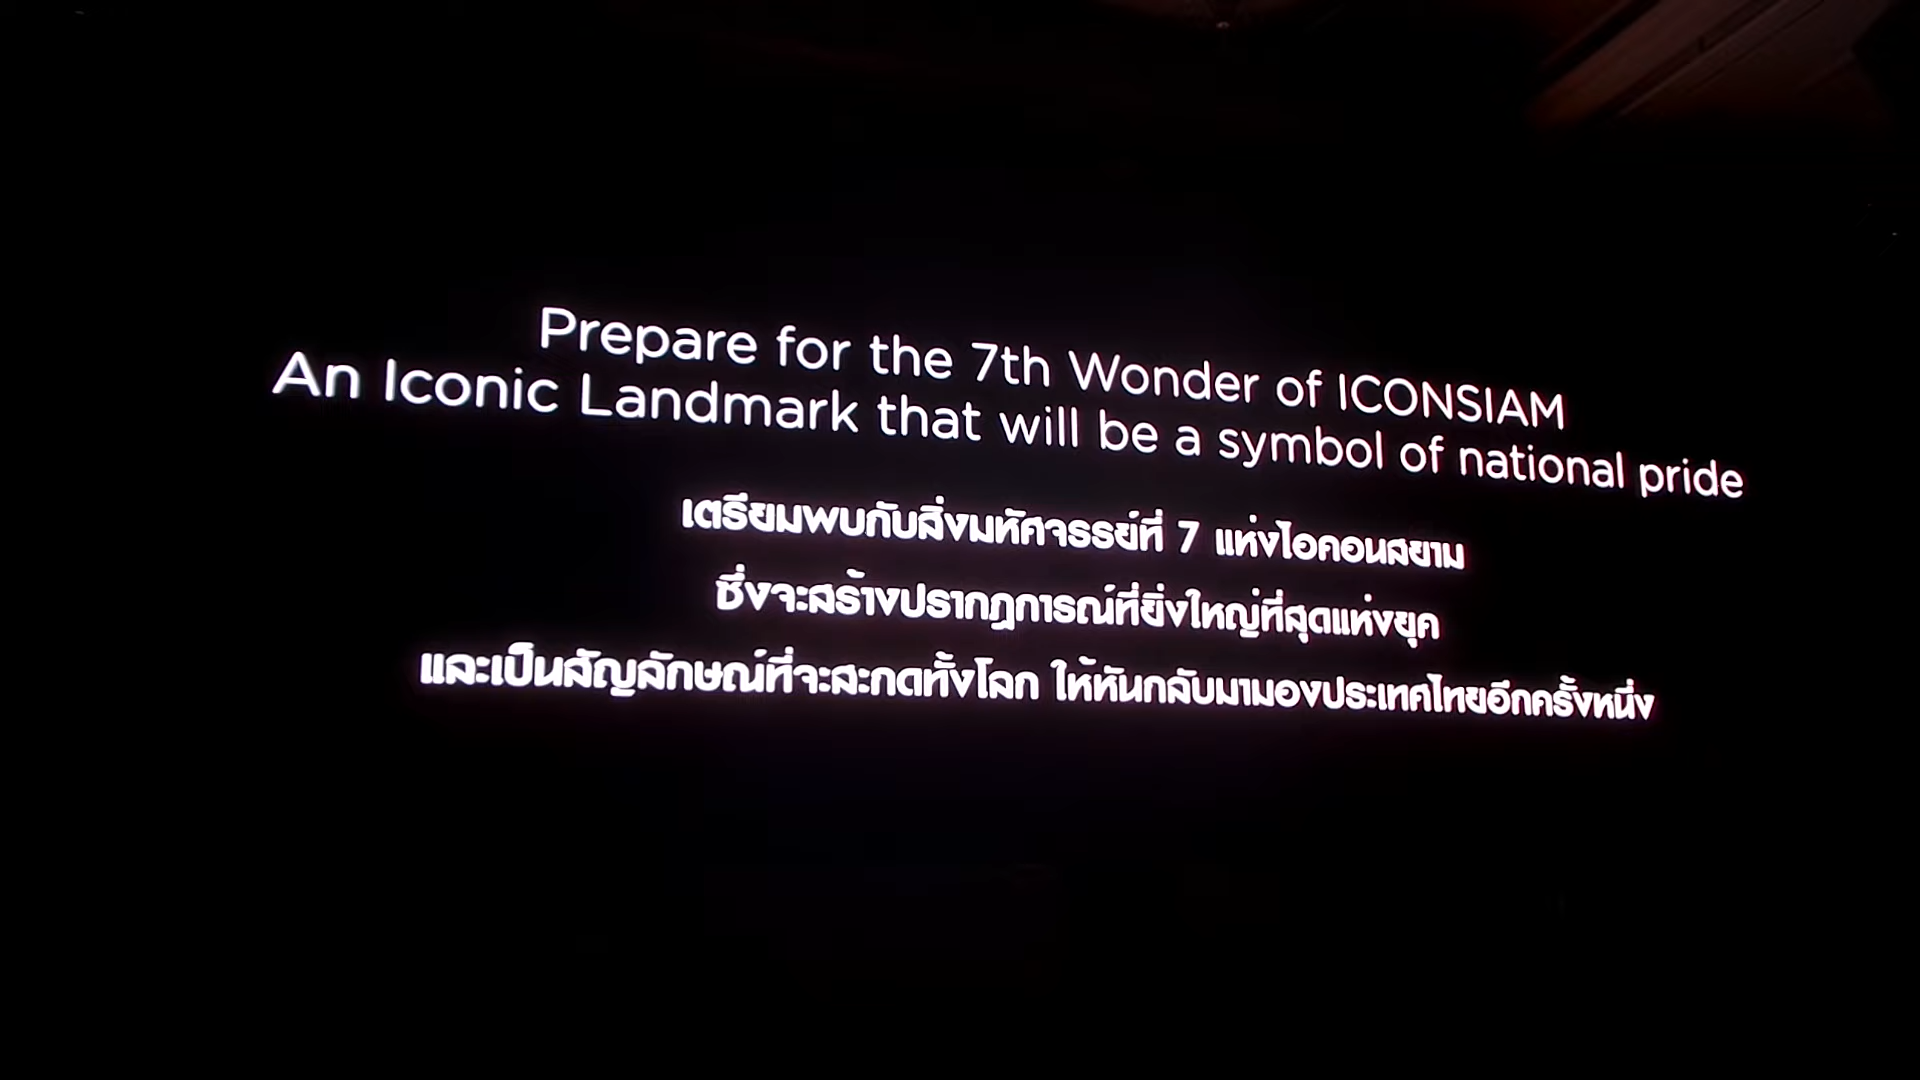 Prepare for the 7th Wonder of ICONSIAM
An Iconic Landmark that will be a symbol of national pride
เตรียมพบกับสิ่งมหัศจรรย์ที่ 7 แห่งไอคอนสยาม
ซึ่งจะสร้างปรากฏการณ์ที่ยิ่งใหญ่ที่สุดแห่งยุค
และเป็นสัญลักษณ์ที่จะสะกดทั้งโลก ให้หันกลับมามองประเทศไทยอีกครั้งหนึ่ง